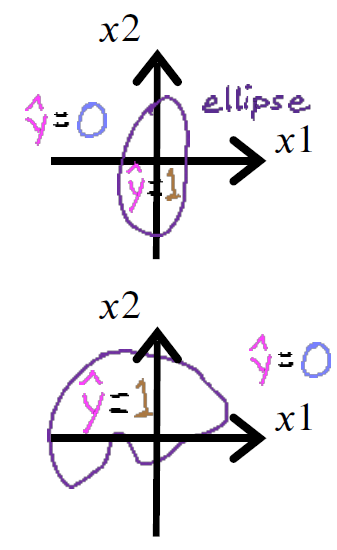 x2
ellipse
ŷ=0
x1
ŷ=1
x2
ŷ=0
ŷ=1
x1